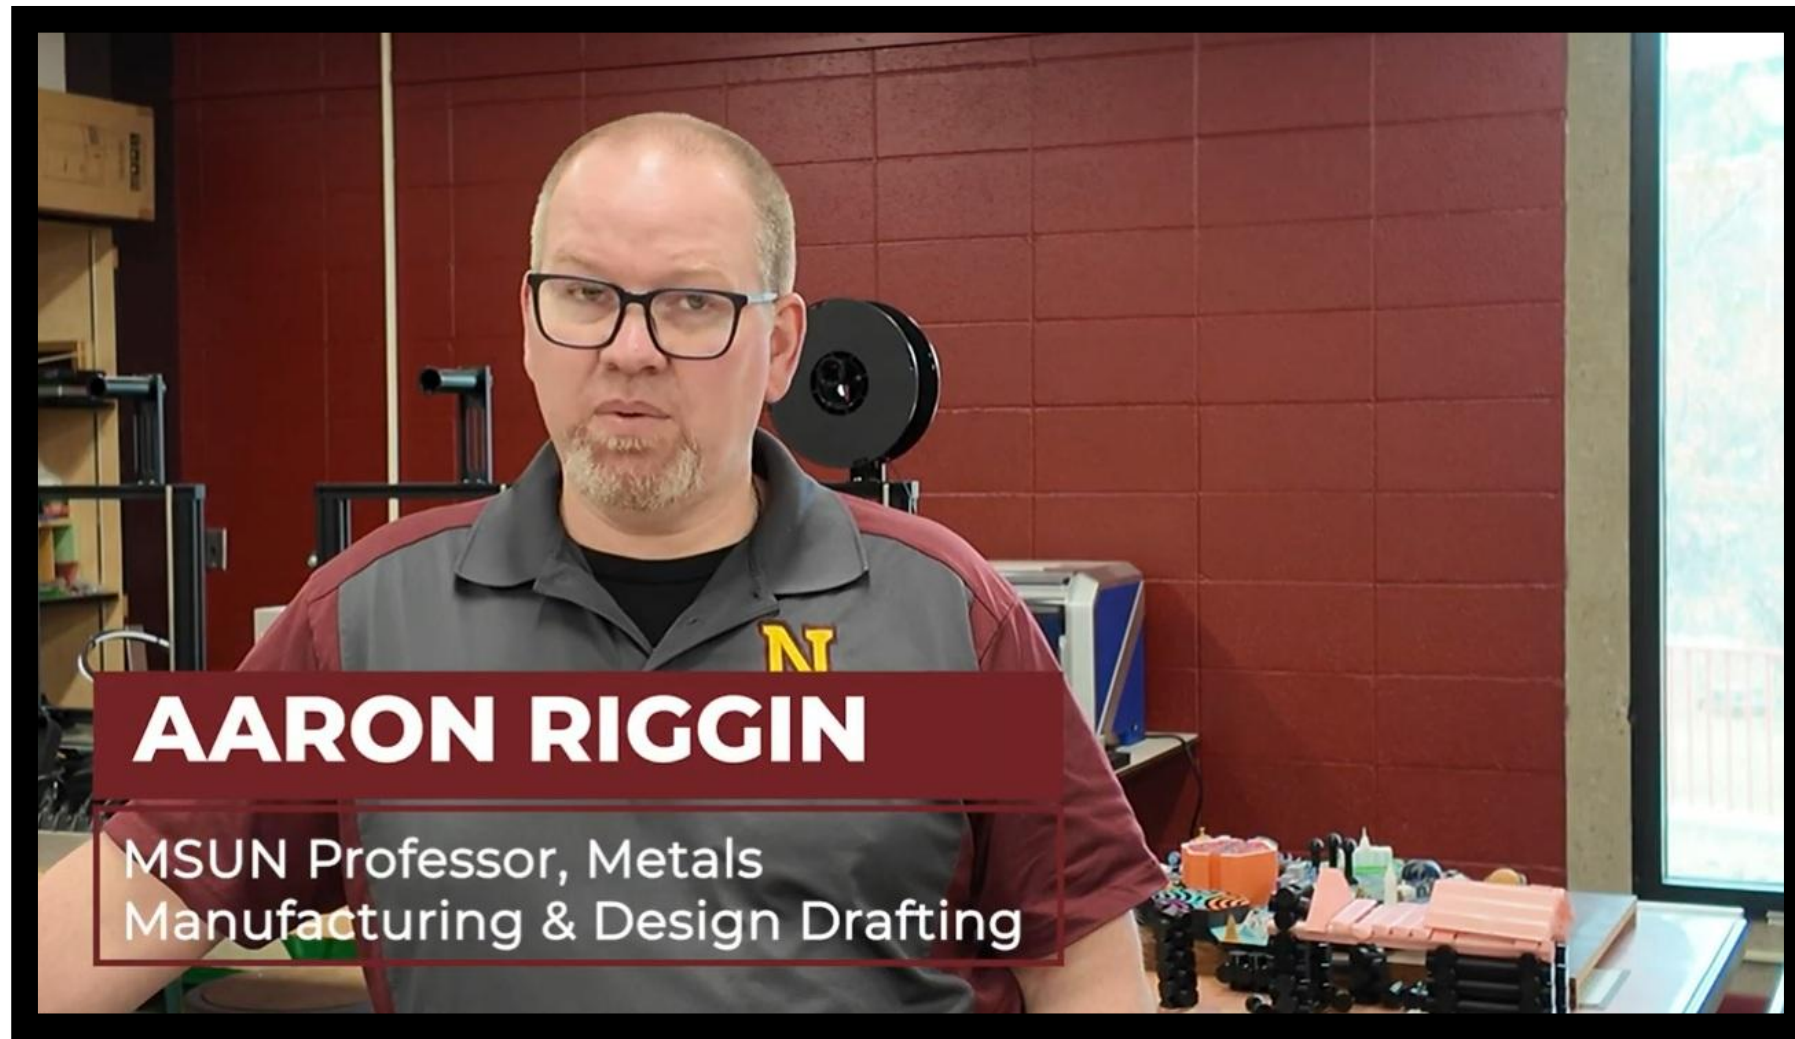 N
AARON RIGGIN
MSUN Professor, Metals
Manufacturing & Design Drafting